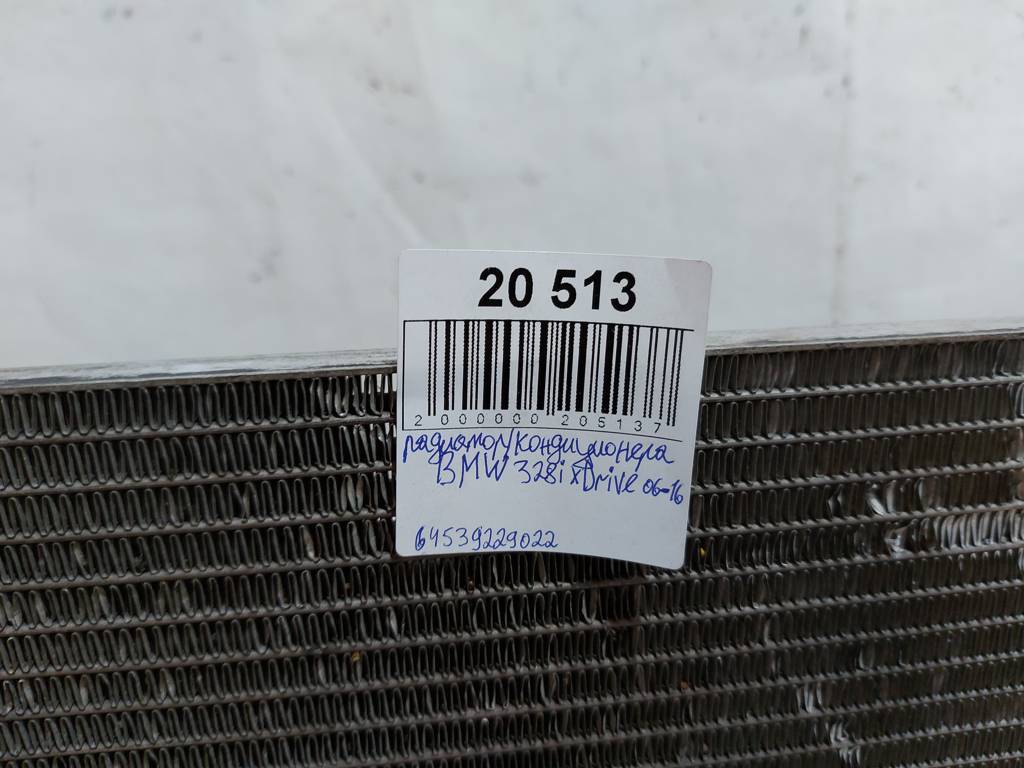 20 513
2 000000 205137
радиатор/кондиционера
BMW 328i xDrive 06-16
64539229022